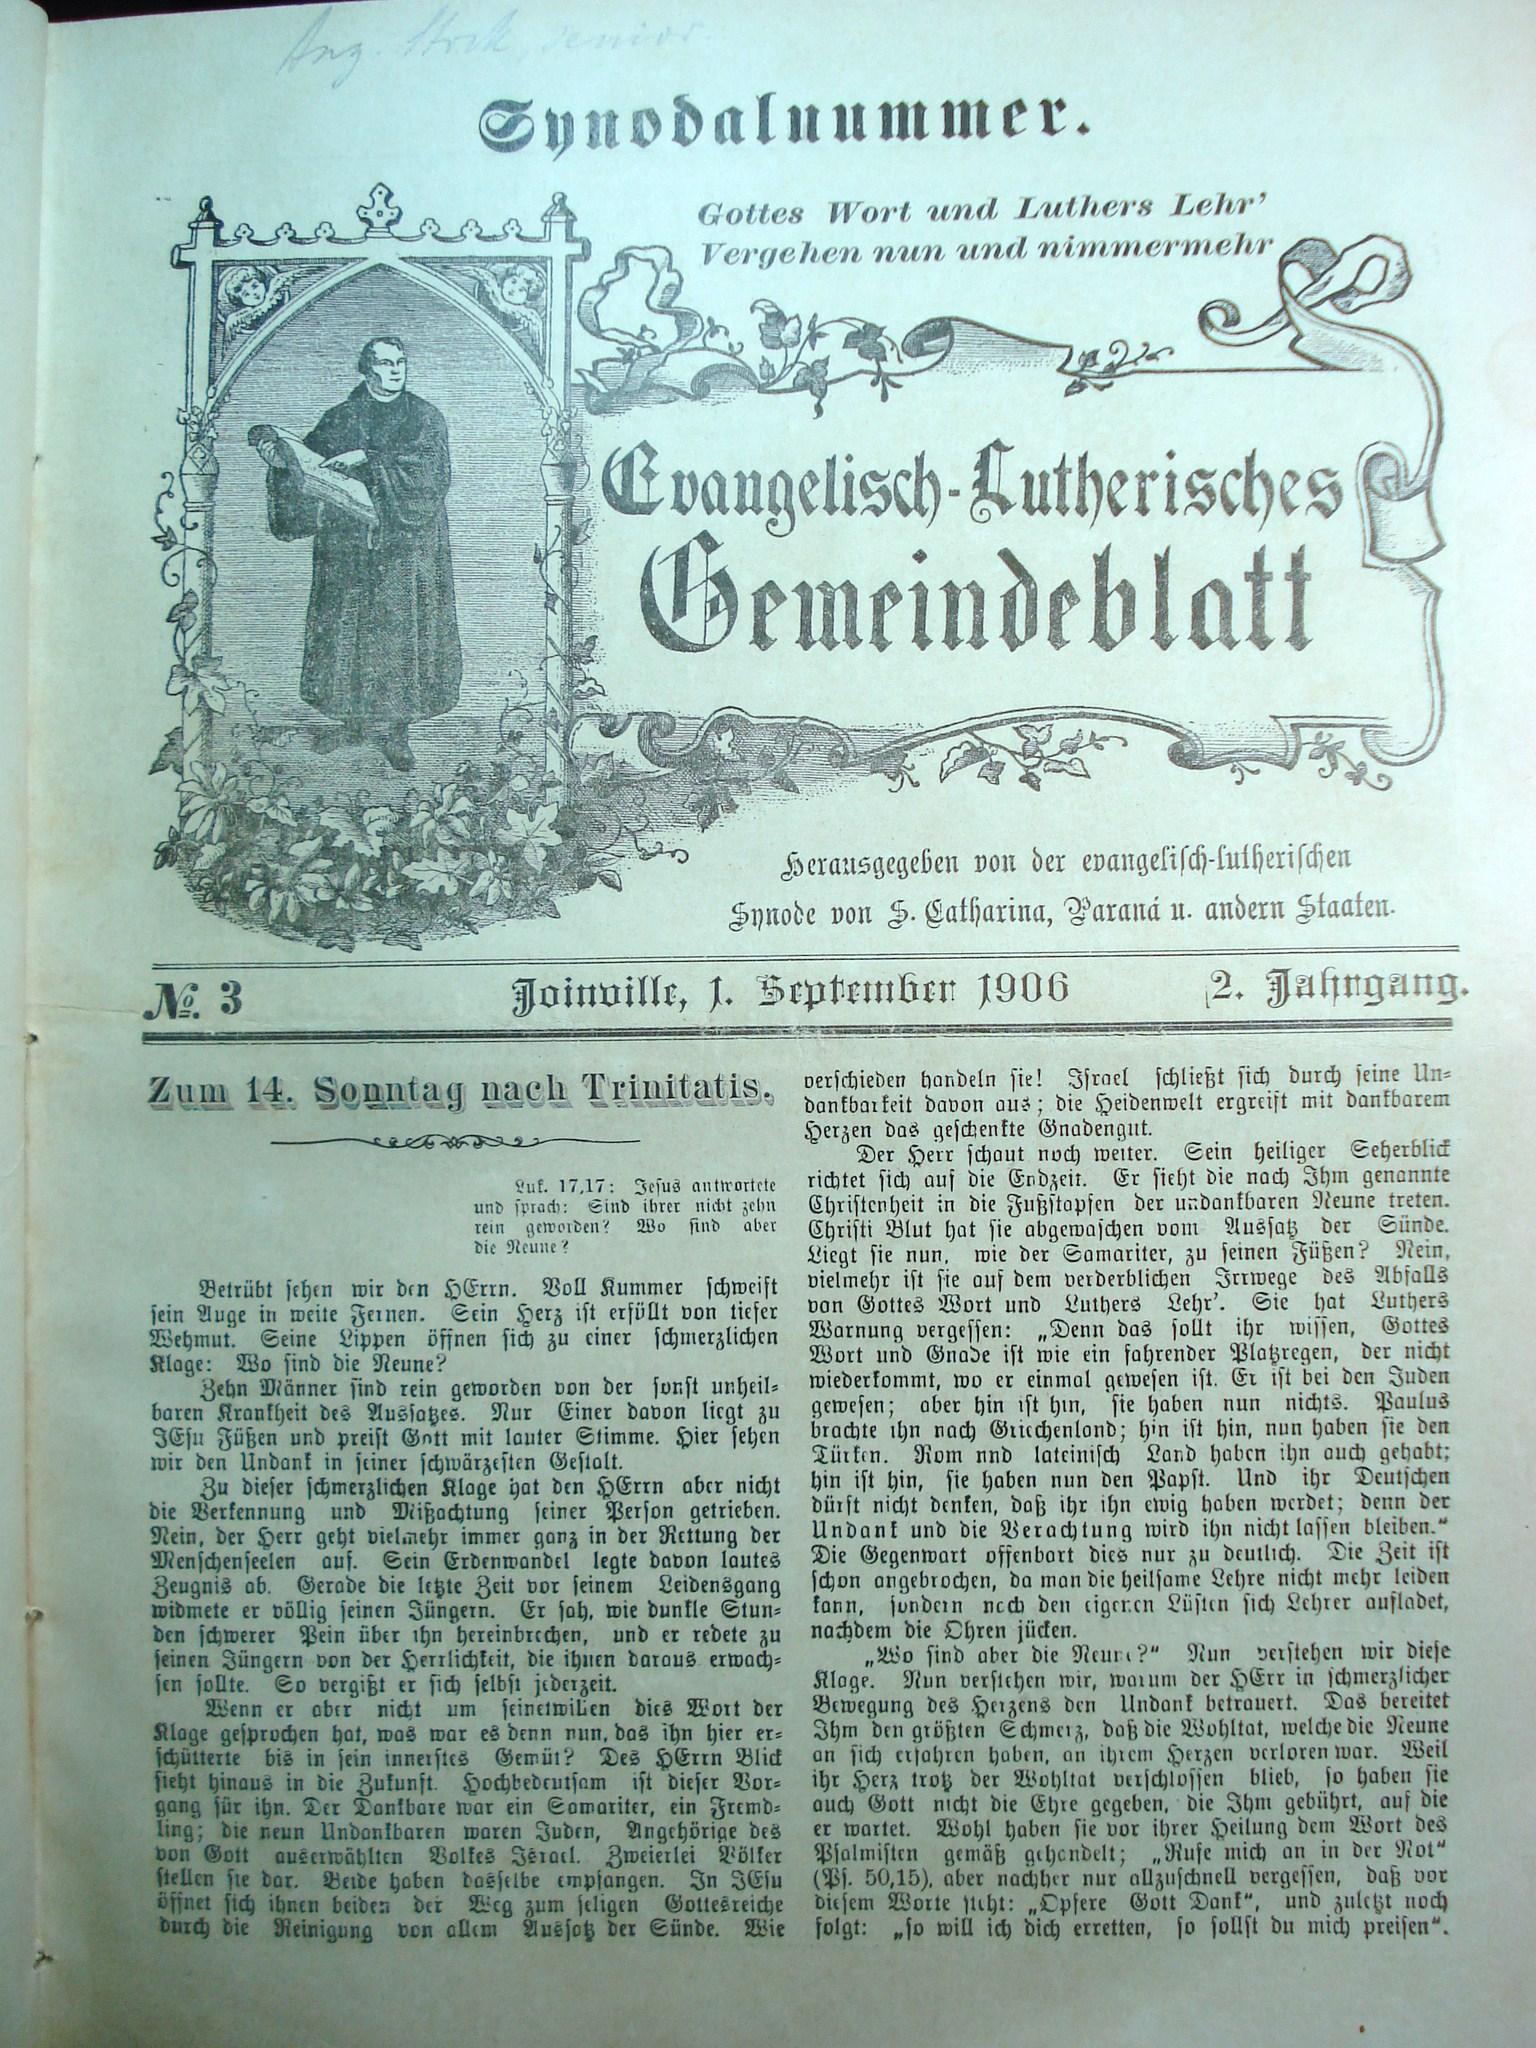 senior.
Synodalnummer.
Gottes Wort und Luthers Lehr'
Vergehen nun und nimmermehr
Evangelisch-Lutherisches
Gemeindeblatt
Herausgegeben von der evangelisch-lutherischen
Synode von S. Catharina, Paraná u. andern Staaten.
No. 3 Joinville, 1. September 1906 2. Jahrgang.
Zum 14. Sonntag nach Trinitatis.
Luk. 17,17: Jesus antwortete
und sprach: Sind ihrer nicht zehn
rein geworden? Wo sind aber
die Neune?
Betrübt sehen wir den HErrn. Voll Kummer schweift
sein Auge in weite Fernen. Sein Herz ist erfüllt von tiefer
Wehmut. Seine Lippen öffnen sich zu einer schmerzlichen
Klage: Wo sind die Neune?
Zehn Männer sind rein geworden von der sonst unheil-
baren Krankheit des Aussatzes. Nur Einer davon liegt zu
JEsu Füßen und preist Gott mit lauter Stimme. Hier sehen
wir den Undank in seiner schwärzesten Gestalt.
Zu dieser schmerzlichen Klage hat den HErrn aber nicht
die Verkennung und Mißachtung seiner Person getrieben.
Nein, der Herr geht vielmehr immer ganz in der Rettung der
Menschenseelen auf. Sein Erdenwandel legte davon lautes
Zeugnis ab. Gerade die letzte Zeit vor seinem Leidensgang
widmete er völlig seinen Jüngern. Er sah, wie dunkle Stun-
den schwerer Pein über ihn hereinbrechen, und er redete zu
seinen Jüngern von der Herrlichkeit, die ihnen daraus erwach-
sen sollte. So vergißt er sich selbst jederzeit.
Wenn er aber nicht um seinetwillen dies Wort der
Klage gesprochen hat, was war es denn nun, das ihn hier er-
schütterte bis in sein innerstes Gemüt? Des HErrn Blick
sieht hinaus in die Zukunft. Hochbedeutsam ist dieser Vor-
gang für ihn. Der Dankbare war ein Samariter, ein Fremd-
ling; die neun Undankbaren waren Juden, Angehörige des
von Gott auserwählten Volkes Israel. Zweierlei Völker
stellen sie dar. Beide haben dasselbe empfangen. In JEsu
öffnet sich ihnen beiden der Weg zum seligen Gottesreiche
durch die Reinigung von allem Aussatz der Sünde. Wie
verschieden handeln sie! Israel schließt sich durch seine Un-
dankbarkeit davon aus; die Heidenwelt ergreift mit dankbarem
Herzen das geschenkte Gnadengut.
Der Herr schaut noch weiter. Sein heiliger Seherblick
richtet sich auf die Endzeit. Er sieht die nach Ihm genannte
Christenheit in die Fußstapfen der undankbaren Neune treten.
Christi Blut hat sie abgewaschen vom Aussatz der Sünde.
Liegt sie nun, wie der Samariter, zu seinen Füßen? Nein,
vielmehr ist sie auf dem verderblichen Irrwege des Abfalls
von Gottes Wort und Luthers Lehr'. Sie hat Luthers
Warnung vergessen: „Denn das sollt ihr wissen, Gottes
Wort und Gnade ist wie ein fahrender Platzregen, der nicht
wiederkommt, wo er einmal gewesen ist. Er ist bei den Juden
gewesen; aber hin ist hin, sie haben nun nichts. Paulus
brachte ihn nach Griechenland; hin ist hin, nun haben sie den
Türken. Rom nnd lateinisch Land haben ihn auch gehabt;
hin ist hin, sie haben nun den Papst. Und ihr Deutschen
dürft nicht denken, daß ihr ihn ewig haben werdet; denn der
Undank und die Verachtung wird ihn nicht lassen bleiben.“
Die Gegenwart offenbart dies nur zu deutlich. Die Zeit ist
schon angebrochen, da man die heilsame Lehre nicht mehr leiden
kann, sondern nach den eigenen Lüsten sich Lehrer aufladet,
nachdem die Ohren jücken.
„Wo sind aber die Neune?“ Nun verstehen wir diese
Klage. Nun verstehen wir, warum der HErr in schmerzlicher
Bewegung des Herzens den Undank betrauert. Das bereitet
Ihm den größten Schmerz, daß die Wohltat, welche die Neune
an sich erfahren haben, an ihrem Herzen verloren war. Weil
ihr Herz trotz der Wohltat verschlossen blieb, so haben sie
auch Gott nicht die Ehre gegeben, die Ihm gebührt, auf die
er wartet. Wohl haben sie vor ihrer Heilung dem Wort des
Psalmisten gemäß gehandelt; „Rufe mich an in der Not“
(Ps. 50,15), aber nachher nur allzuschnell vergessen, daß vor
diesem Worte steht: „Opfere Gott Dank“, und zuletzt noch
folgt: „so will ich dich erretten, so sollst du mich preisen“.